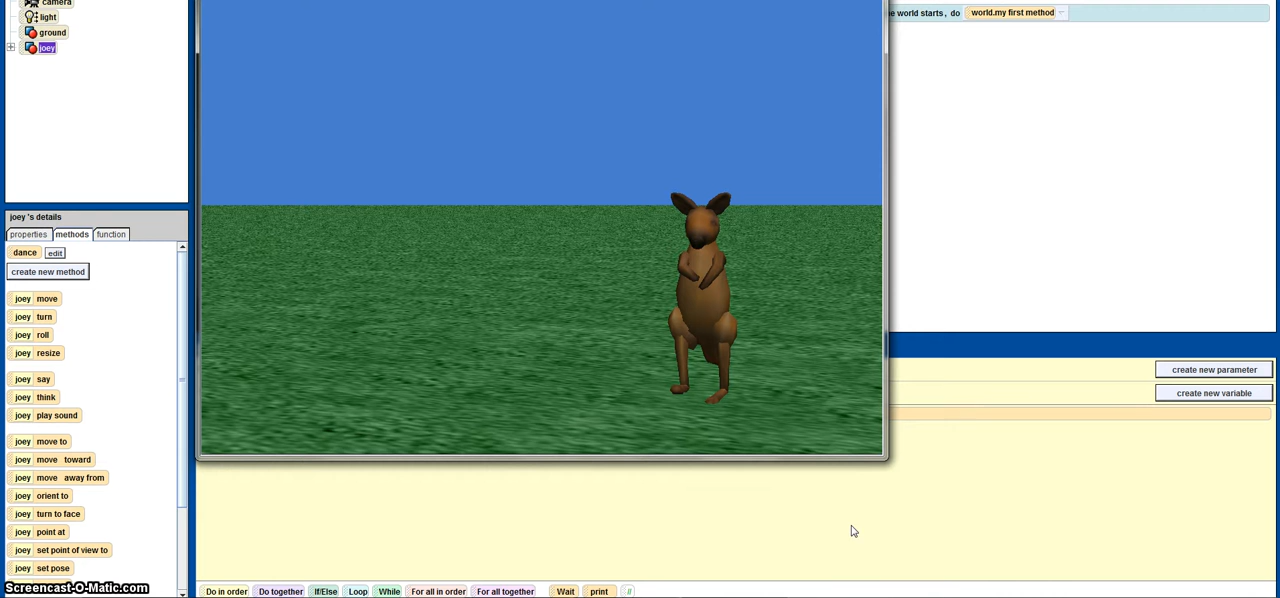 camera
light
ground
joey
e world starts, do world.my first method
joey 's details
properties methods function
dance edit
create new method
joey move
joey turn
joey roll
joey resize
joey say
joey think
joey play sound
joey move to
joey move toward
joey move away from
joey orient to
joey turn to face
joey point at
joey set point of view to
joey set pose
create new parameter
create new variable
Do in order Do together If/Else Loop While For all in order For all together Wait print //
Screencast-O-Matic.com